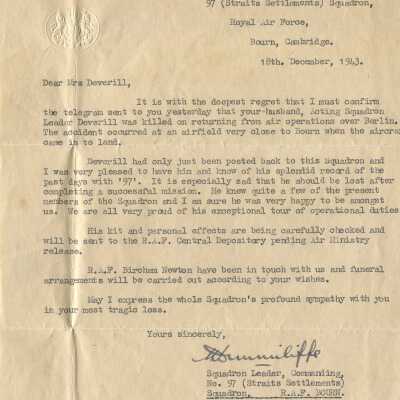 97 (Straits Settlements) Squadron,
Royal Air Force,
Bourn, Cambridge.
18th. December, 1943.
Dear Mrs Deverill,
It is with the deepest regret that I must confirm
the telegram sent to you yesterday that your husband, Acting Squadron
Leader Deverill was killed on returning from air operations over Berlin.
The accident occurred at an airfield very close to Bourn when the aircra
came in to land.
Deverill had only just been posted back to this Squadron and
I was very pleased to have him and know of his splendid record of the
past days with '97'. It is especially sad that he should be lost after
completing a successful mission. He knew quite a few of the present
members of the Squadron and I am sure he was very happy to be amongst
us. We are all very proud of his exceptional tour of operational duties
His kit and personal effects are being carefully checked and
will be sent to the R.A.F. Central Depository pending Air Ministry
release.
R.A.F. Bircham Newton have been in touch with us and funeral
arrangements will be carried out according to your wishes.
May I express the whole Squadron's profound sympathy with you
in your most tragic loss.
Yours sincerely,
Squadron Leader, Commanding,
No. 97 (Straits Settlements)
Squadron, R.A.F. BOURN.